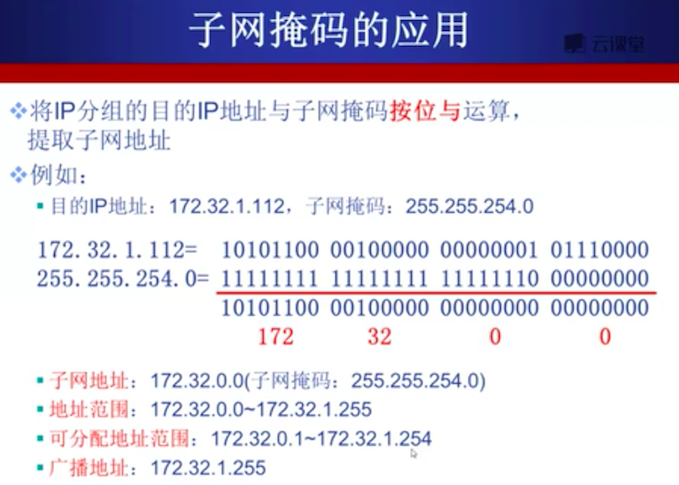 子网掩码的应用
云课堂
将IP分组的目的IP地址与子网掩码按位与运算，
提取子网地址
例如：
目的IP地址：172.32.1.112，子网掩码：255.255.254.0
172.32.1.112= 10101100 00100000 00000001 01110000
255.255.254.0= 11111111 11111111 11111110 00000000
10101100 00100000 00000000 00000000
172 32 0 0
子网地址：172.32.0.0(子网掩码：255.255.254.0)
地址范围：172.32.0.0~172.32.1.255
可分配地址范围：172.32.0.1~172.32.1.254
广播地址：172.32.1.255